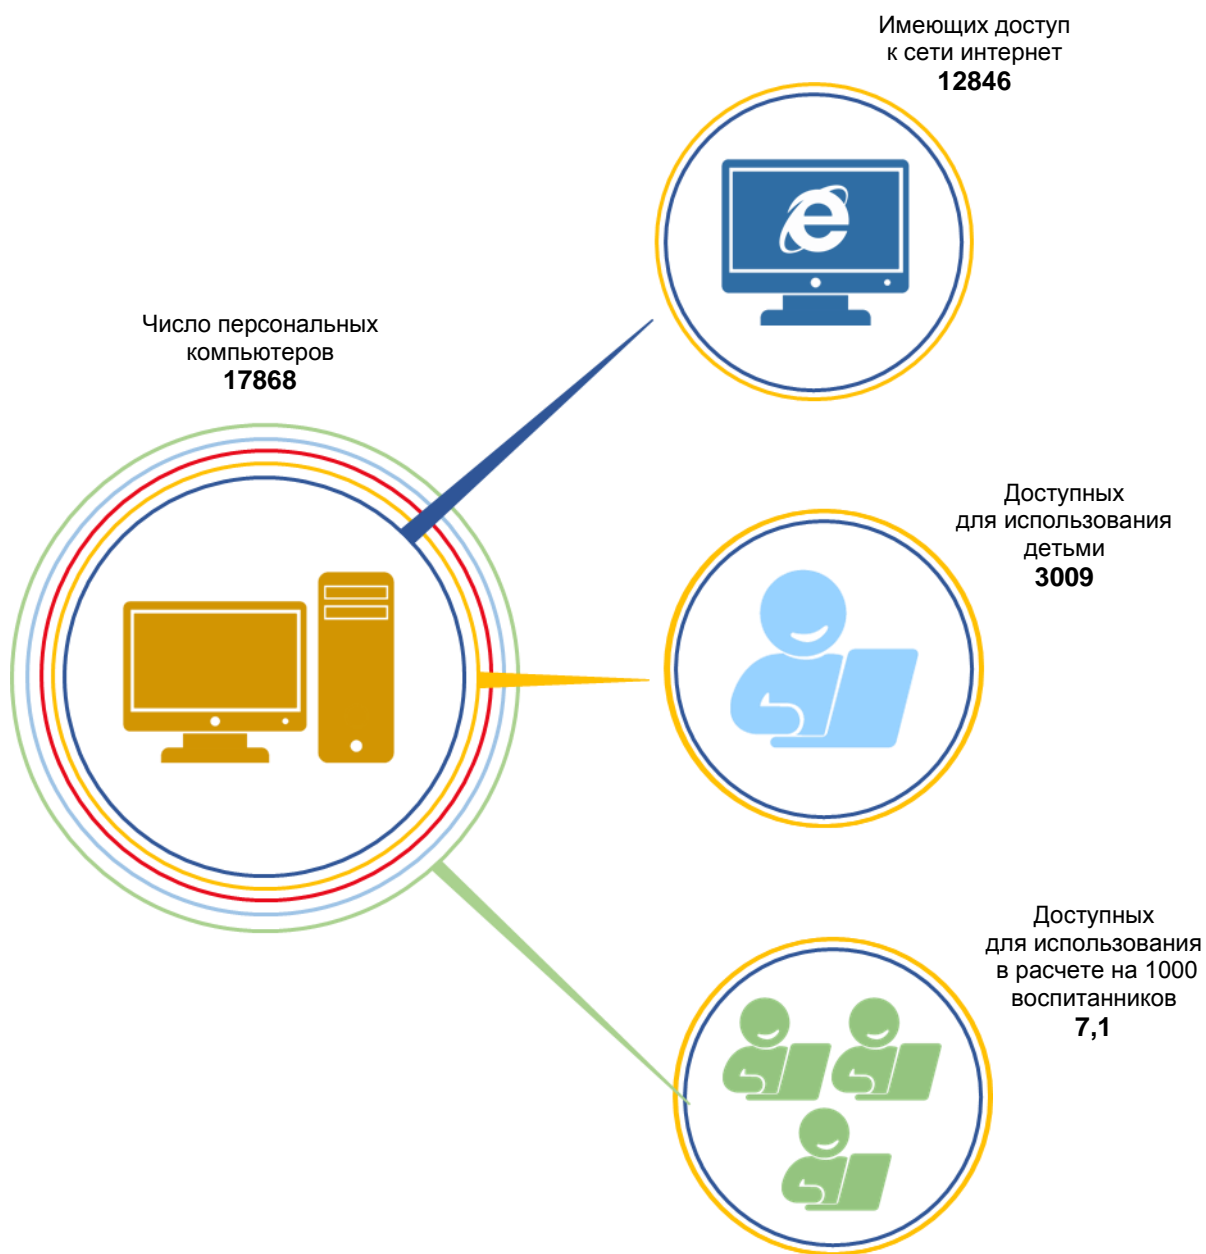 Имеющих доступ
к сети интернет
12846
Число персональных
компьютеров
17868
Доступных
для использования
детьми
3009
Доступных
для использования
в расчете на 1000
воспитанников
7,1